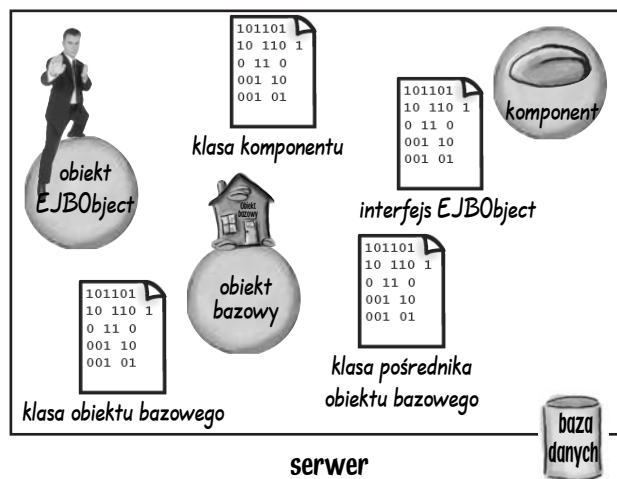 101101
10 110 1
0 11 0
001 10
001 01
klasa komponentu
komponent
101101
10 110 1
0 11 0
001 10
001 01
interfejs EJBObject
obiekt
EJBObject
Obiekt
bazowy
obiekt
bazowy
101101
10 110 1
0 11 0
001 10
001 01
klasa pośrednika
obiektu bazowego
101101
10 110 1
0 11 0
001 10
001 01
klasa obiektu bazowego
baza
danych
serwer